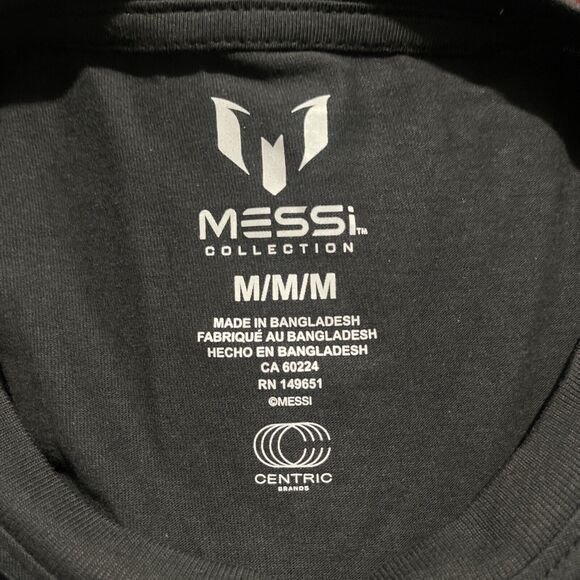 MESSi™
COLLECTION
M/M/M
MADE IN BANGLADESH
FABRIQUÉ AU BANGLADESH
HECHO EN BANGLADESH
CA 60224
RN 149651
©MESSI
CENTRIC
BRANDS